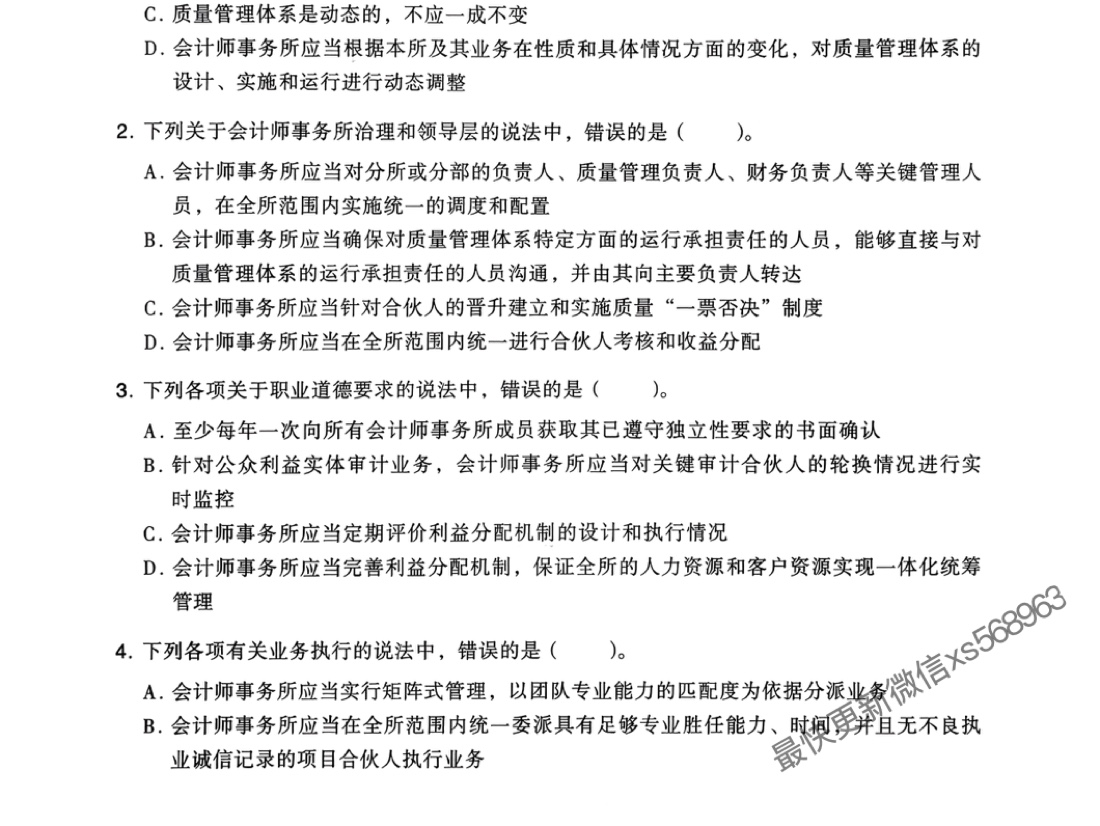 C. 质量管理体系是动态的，不应一成不变
D. 会计师事务所应当根据本所及其业务在性质和具体情况方面的变化，对质量管理体系的
设计、实施和运行进行动态调整
2. 下列关于会计师事务所治理和领导层的说法中，错误的是（　　）。
A. 会计师事务所应当对分所或分部的负责人、质量管理负责人、财务负责人等关键管理人
员，在全所范围内实施统一的调度和配置
B. 会计师事务所应当确保对质量管理体系特定方面的运行承担责任的人员，能够直接与对
质量管理体系的运行承担责任的人员沟通，并由其向主要负责人转达
C. 会计师事务所应当针对合伙人的晋升建立和实施质量“一票否决”制度
D. 会计师事务所应当在全所范围内统一进行合伙人考核和收益分配
3. 下列各项关于职业道德要求的说法中，错误的是（　　）。
A. 至少每年一次向所有会计师事务所成员获取其已遵守独立性要求的书面确认
B. 针对公众利益实体审计业务，会计师事务所应当对关键审计合伙人的轮换情况进行实
时监控
C. 会计师事务所应当定期评价利益分配机制的设计和执行情况
D. 会计师事务所应当完善利益分配机制，保证全所的人力资源和客户资源实现一体化统筹
管理
4. 下列各项有关业务执行的说法中，错误的是（　　）。
A. 会计师事务所应当实行矩阵式管理，以团队专业能力的匹配度为依据分派业务
B. 会计师事务所应当在全所范围内统一委派具有足够专业胜任能力、时间，并且无不良执
业诚信记录的项目合伙人执行业务
最快更新微信xs568963